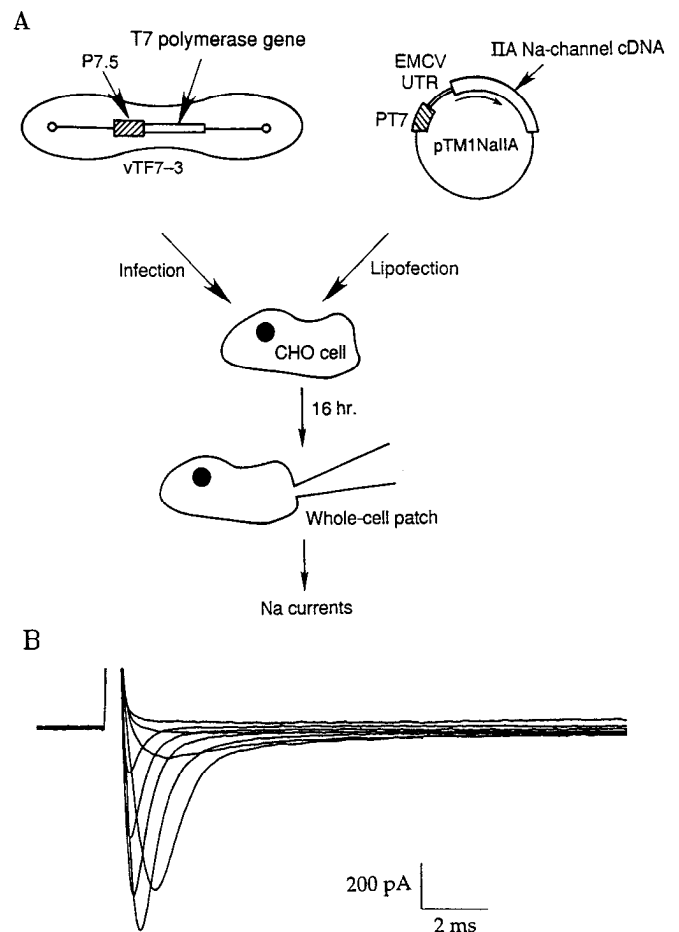 A
T7 polymerase gene
P7.5
vTF7–3
IIA Na-channel cDNA
EMCV
UTR
PT7
pTM1NaIIA
Infection
Lipofection
CHO cell
16 hr.
Whole-cell patch
Na currents
B
200 pA
2 ms